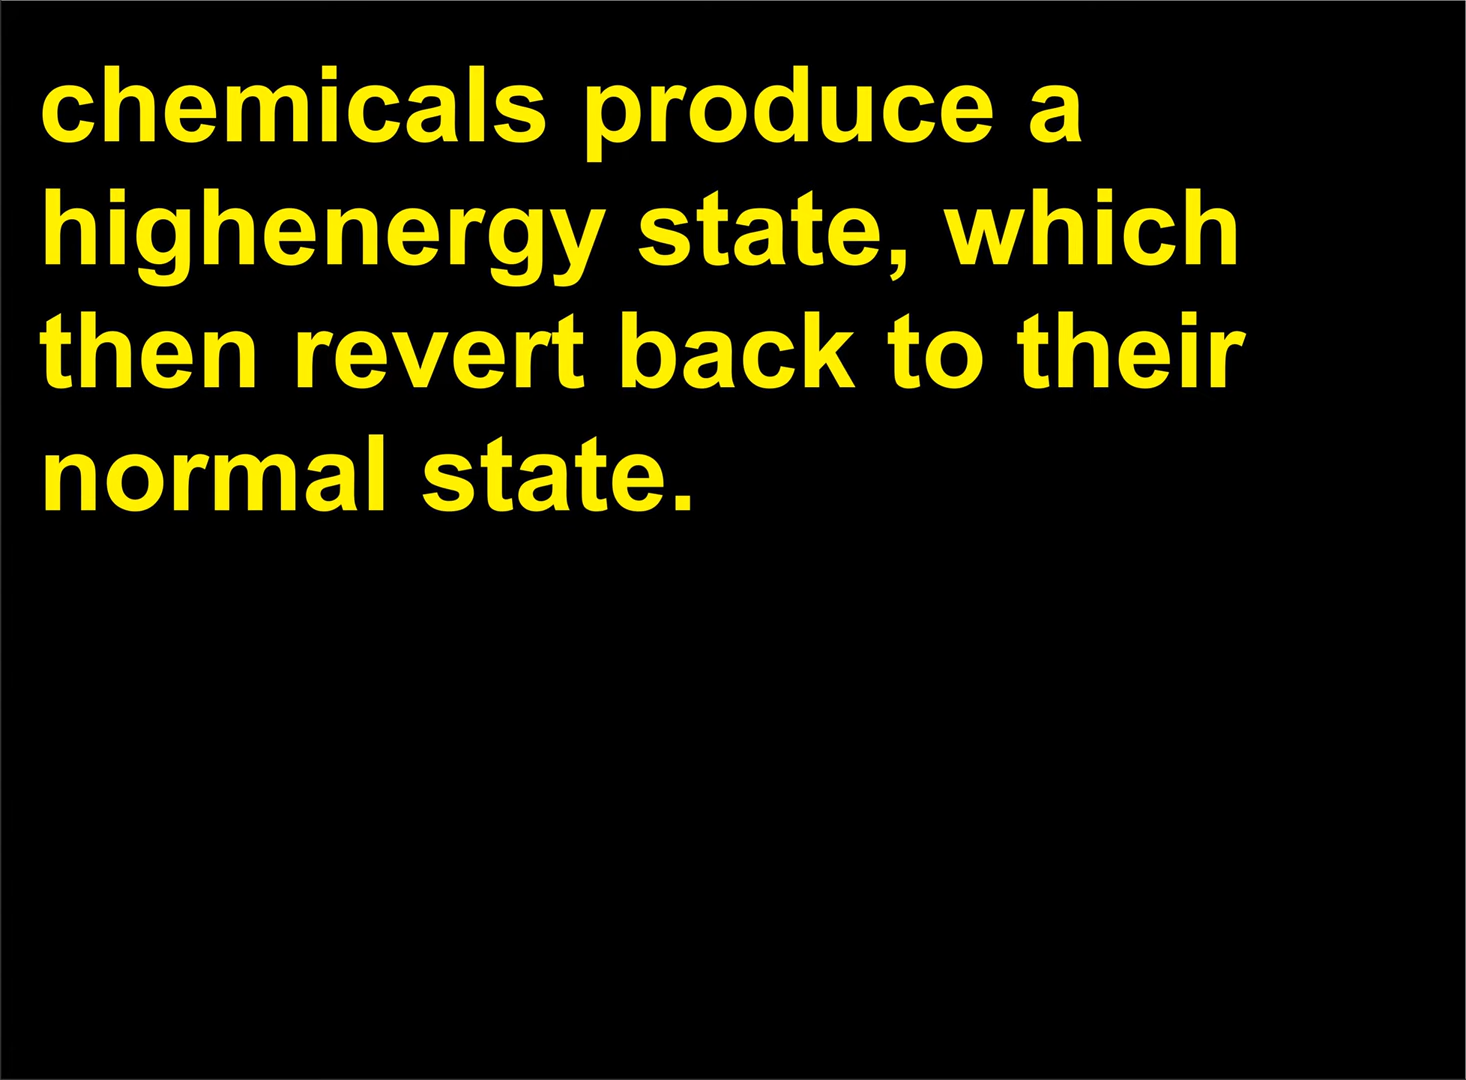 chemicals produce a
highenergy state, which
then revert back to their
normal state.